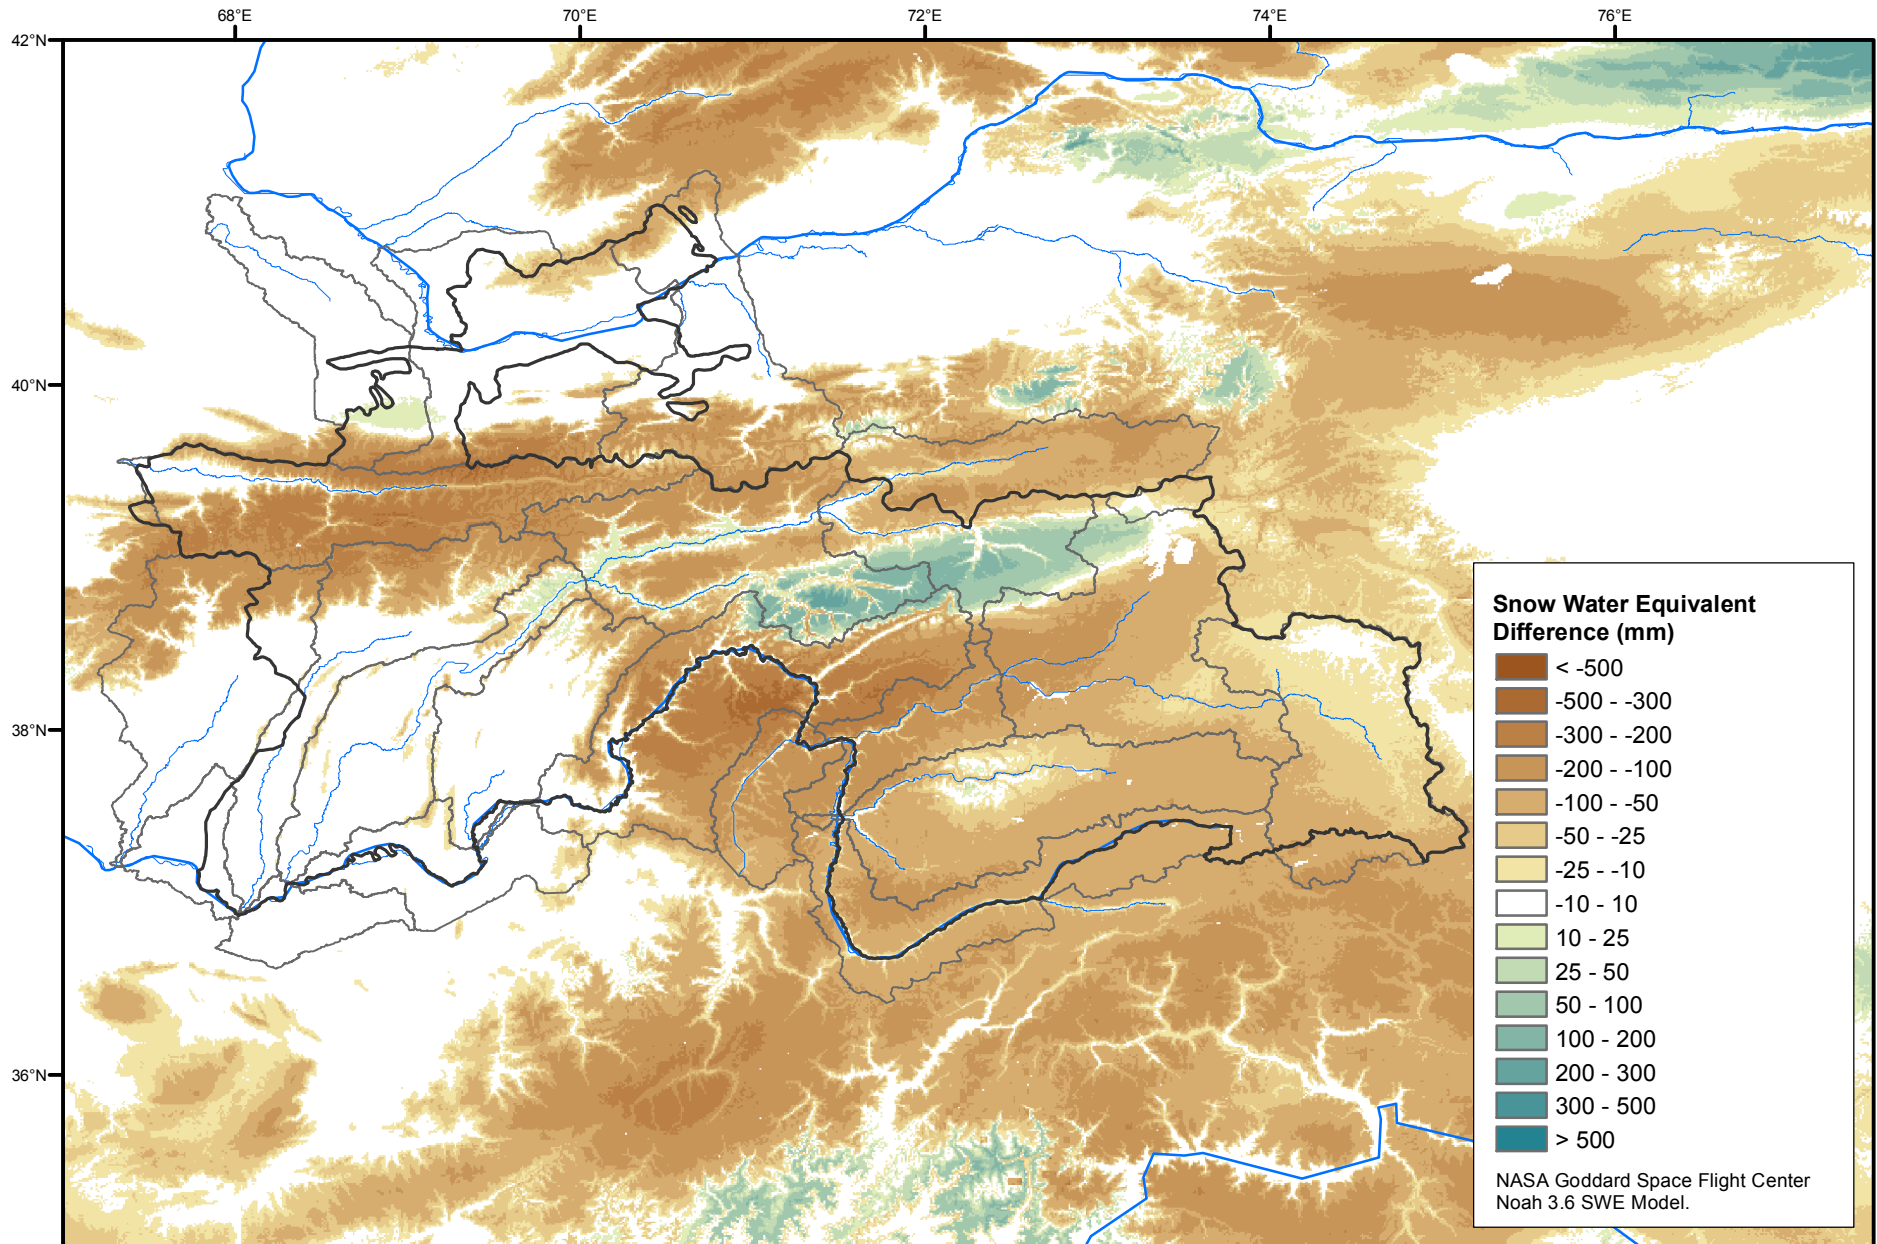 68°E 70°E 72°E 74°E 76°E
42°N
40°N
38°N
36°N
Snow Water Equivalent
Difference (mm)
< -500
-500 - -300
-300 - -200
-200 - -100
-100 - -50
-50 - -25
-25 - -10
-10 - 10
10 - 25
25 - 50
50 - 100
100 - 200
200 - 300
300 - 500
> 500
NASA Goddard Space Flight Center
Noah 3.6 SWE Model.